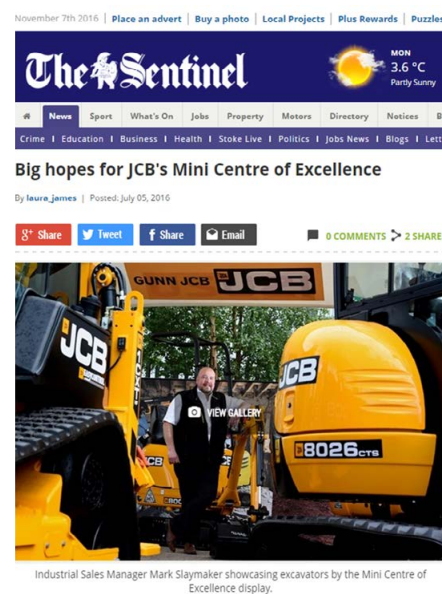 November 7th 2016 | Place an advert | Buy a photo | Local Projects | Plus Rewards | Puzzles
The Sentinel
MON
3.6 °C
Partly Sunny
News Sport What's On Jobs Property Motors Directory Notices B
Crime | Education | Business | Health | Stoke Live | Politics | Jobs News | Blogs | Lett
Big hopes for JCB's Mini Centre of Excellence
By laura_james | Posted: July 05, 2016
g+ Share Tweet f Share Email 0 COMMENTS 2 SHARE
GUNN JCB JCB
JCB
JCB
VIEW GALLERY
JCB
8026CTS
Industrial Sales Manager Mark Slaymaker showcasing excavators by the Mini Centre of
Excellence display.